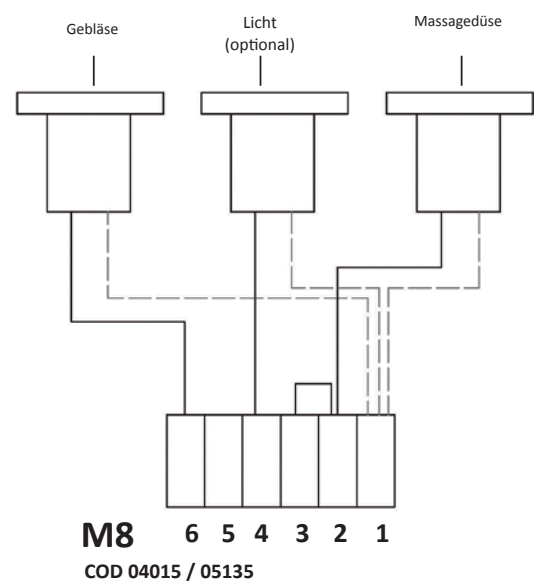 Gebläse
Licht
(optional)
Massagedüse
M8 6 5 4 3 2 1
COD 04015 / 05135